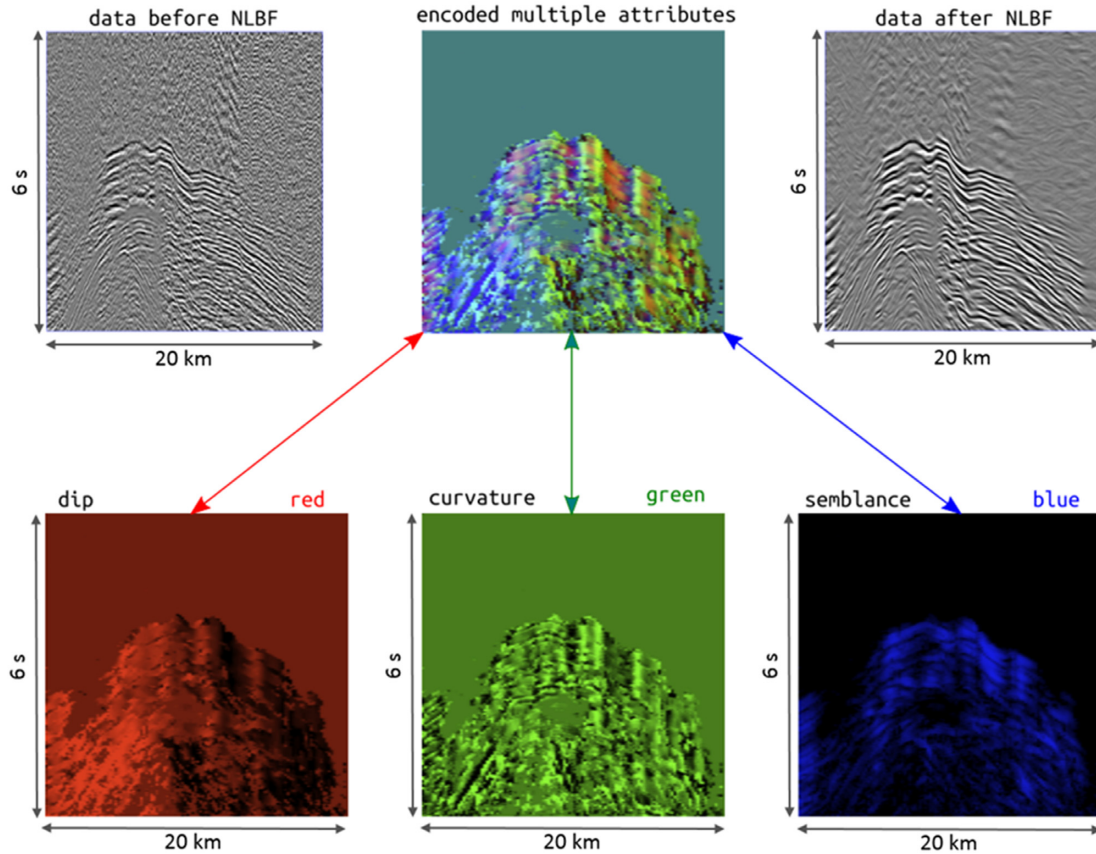 data before NLBF
encoded multiple attributes
data after NLBF
6 s
6 s
20 km
20 km
dip
red
curvature
green
semblance
blue
6 s
6 s
6 s
20 km
20 km
20 km